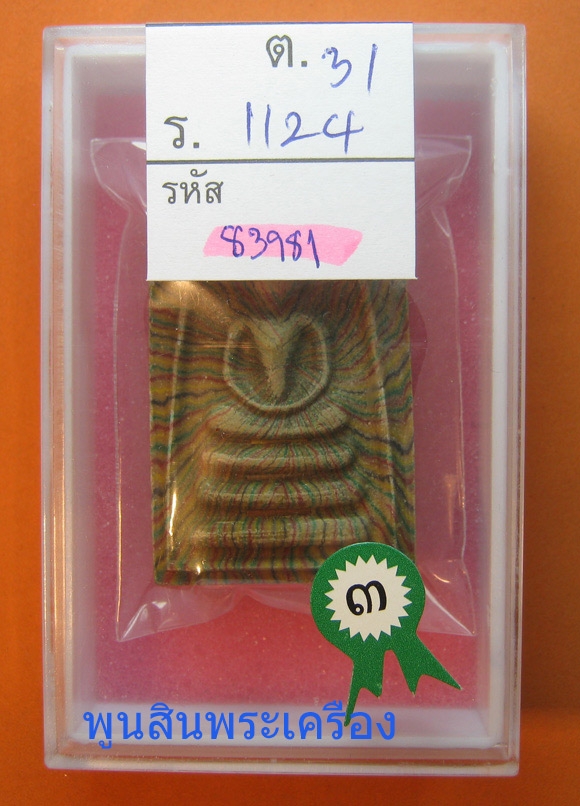 ต. 31
ร. 1124
รหัส
83981
๓
พูนสินพระเครื่อง